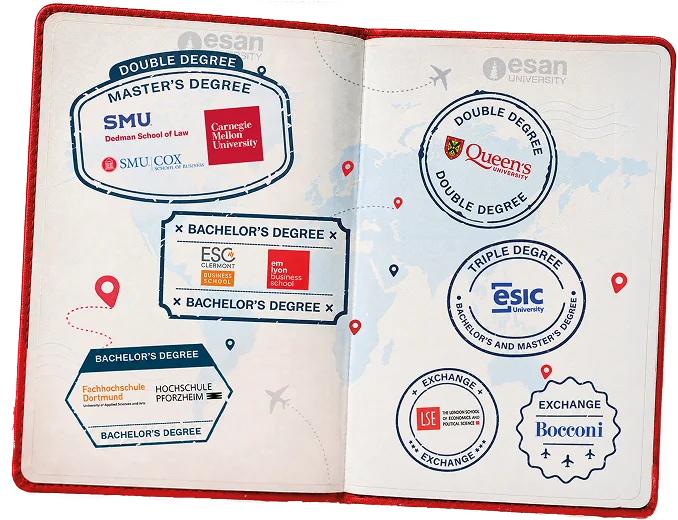 esan
UNIVERSITY
DOUBLE DEGREE
MASTER'S DEGREE
SMU
Dedman School of Law
Carnegie
Mellon
University
SMU COX
SCHOOL OF BUSINESS
× BACHELOR'S DEGREE ×
ESC
CLERMONT
BUSINESS
SCHOOL
em
lyon
business
school
× BACHELOR'S DEGREE ×
BACHELOR'S DEGREE
Fachhochschule
Dortmund
University of Applied Sciences and Arts
HOCHSCHULE
PFORZHEIM
BACHELOR'S DEGREE
esan
UNIVERSITY
DOUBLE DEGREE
Queen's
UNIVERSITY
DOUBLE DEGREE
TRIPLE DEGREE
esic
University
• BACHELOR'S AND MASTER'S DEGREE •
+ EXCHANGE +
LSE
THE LONDON SCHOOL
OF ECONOMICS AND
POLITICAL SCIENCE
*** EXCHANGE ***
EXCHANGE
Bocconi